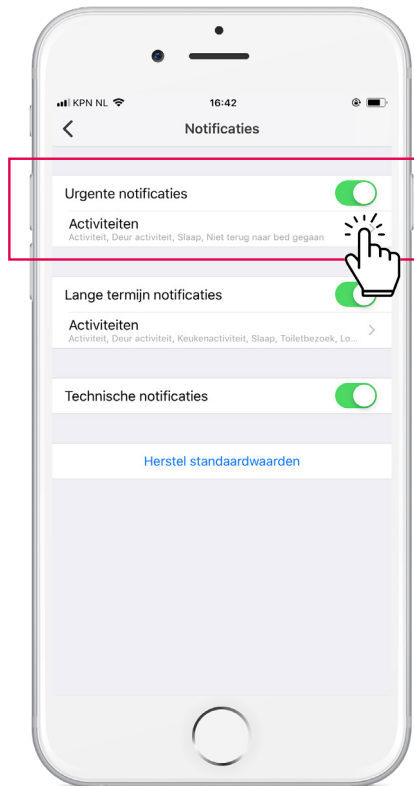 KPN NL 16:42
Notificaties
Urgente notificaties
Activiteiten
Activiteit, Deur activiteit, Slaap, Niet terug naar bed gegaan
Lange termijn notificaties
Activiteiten
Activiteit, Deur activiteit, Keukenactiviteit, Slaap, Toiletbezoek, Lo...
Technische notificaties
Herstel standaardwaarden